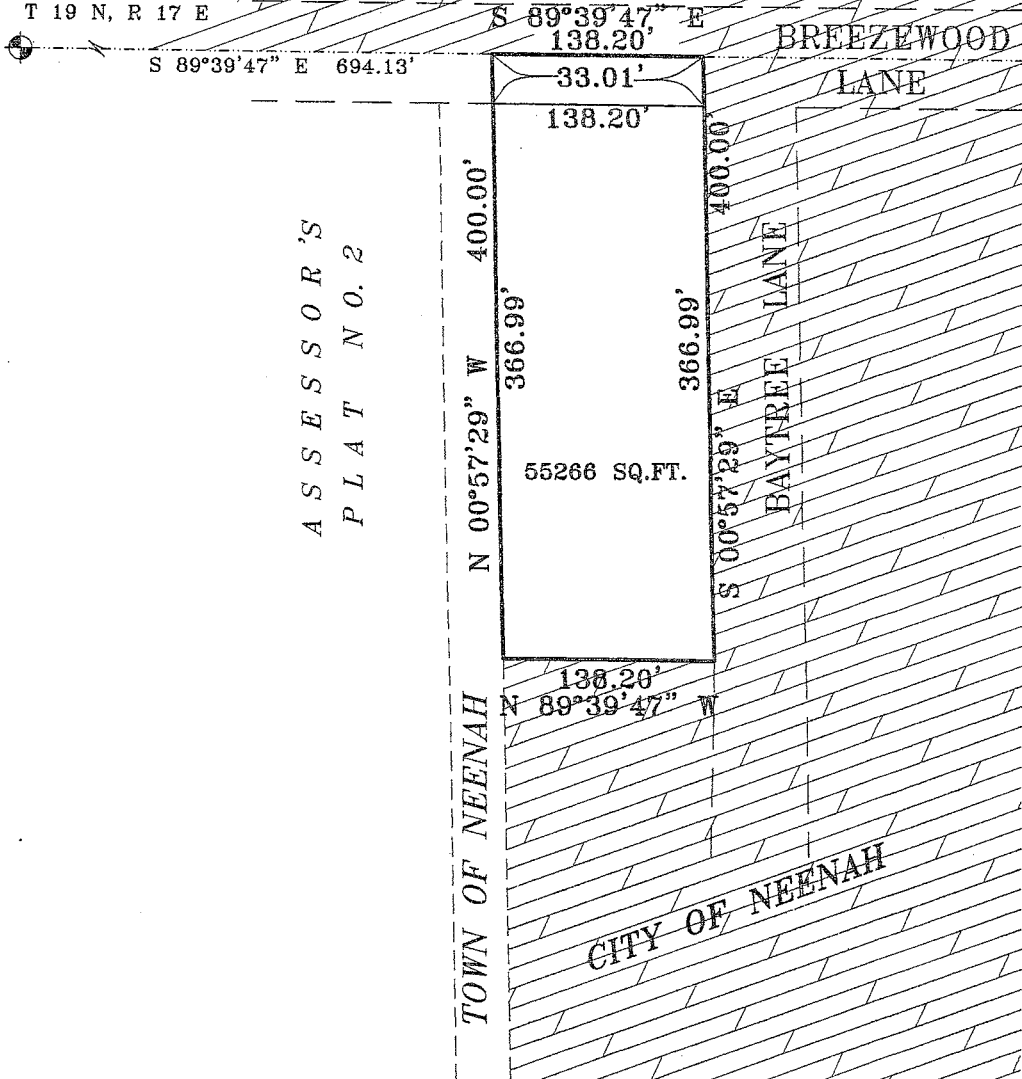 T 19 N, R 17 E
S 89°39'47" E
138.20'
BREEZEWOOD
LANE
S 89°39'47" E 694.13'
33.01'
138.20'
400.00'
400.00'
ASSESSOR'S
PLAT NO. 2
366.99'
366.99'
BAYTREE LANE
N 00°57'29" W
S 00°57'29" E
55266 SQ.FT.
138.20'
N 89°39'47" W
TOWN OF NEENAH
CITY OF NEENAH